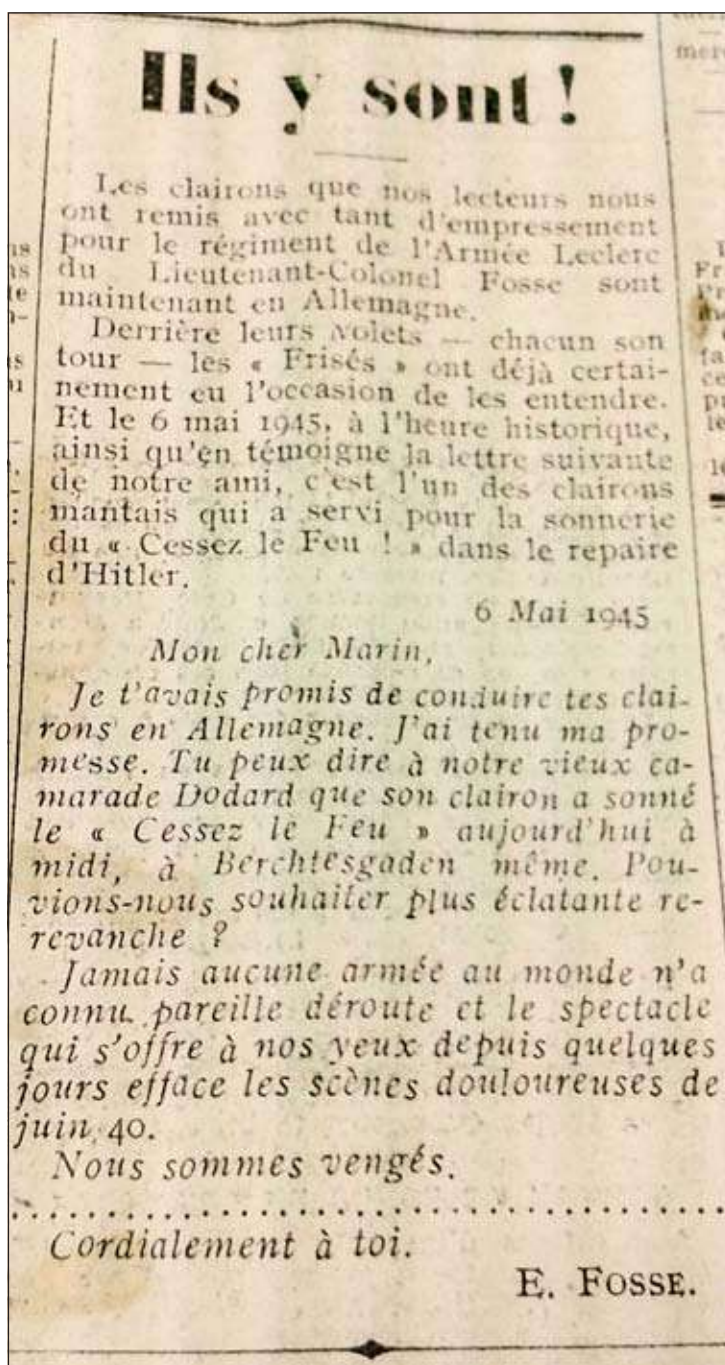 Ils y sont !
Les clairons que nos lecteurs nous
ont remis avec tant d'empressement
pour le régiment de l'Armée Leclerc
du Lieutenant-Colonel Fosse sont
maintenant en Allemagne.
Derrière leurs volets — chacun son
tour — les « Frisés » ont déjà certai-
nement eu l'occasion de les entendre.
Et le 6 mai 1945, à l'heure historique,
ainsi qu'en témoigne la lettre suivante
de notre ami, c'est l'un des clairons
mantais qui a servi pour la sonnerie
du « Cessez le Feu ! » dans le repaire
d'Hitler.
6 Mai 1945
Mon cher Marin,
Je t'avais promis de conduire tes clai-
rons en Allemagne. J'ai tenu ma pro-
messe. Tu peux dire à notre vieux ca-
marade Dodard que son clairon a sonné
le « Cessez le Feu » aujourd'hui à
midi, à Berchtesgaden même. Pou-
vions-nous souhaiter plus éclatante re-
revanche ?
Jamais aucune armée au monde n'a
connu pareille déroute et le spectacle
qui s'offre à nos yeux depuis quelques
jours efface les scènes douloureuses de
juin 40.
Nous sommes vengés.
Cordialement à toi.
E. FOSSE.